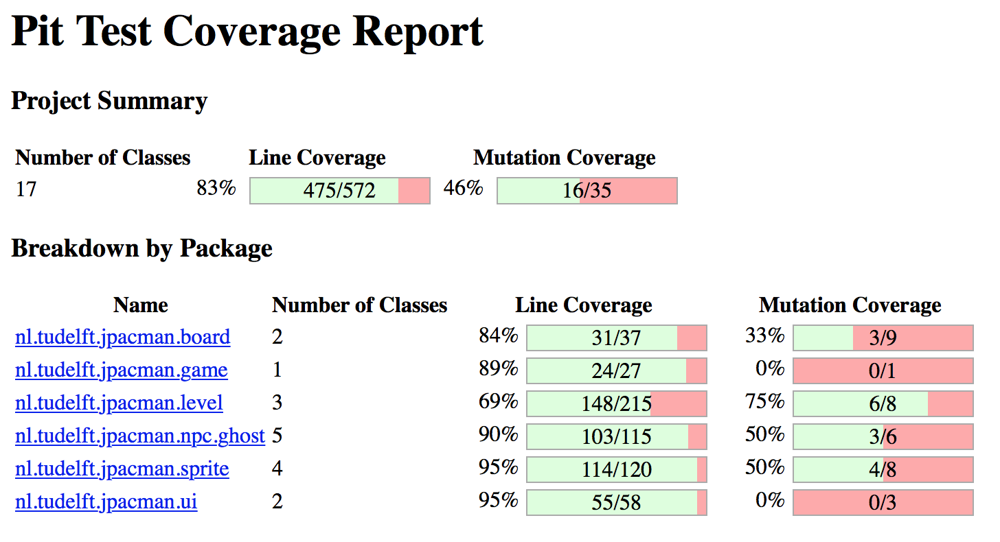 Pit Test Coverage Report
Project Summary
Number of Classes Line Coverage Mutation Coverage
17 83% 475/572 46% 16/35
Breakdown by Package
Name Number of Classes Line Coverage Mutation Coverage
nl.tudelft.jpacman.board 2 84% 31/37 33% 3/9
nl.tudelft.jpacman.game 1 89% 24/27 0% 0/1
nl.tudelft.jpacman.level 3 69% 148/215 75% 6/8
nl.tudelft.jpacman.npc.ghost 5 90% 103/115 50% 3/6
nl.tudelft.jpacman.sprite 4 95% 114/120 50% 4/8
nl.tudelft.jpacman.ui 2 95% 55/58 0% 0/3